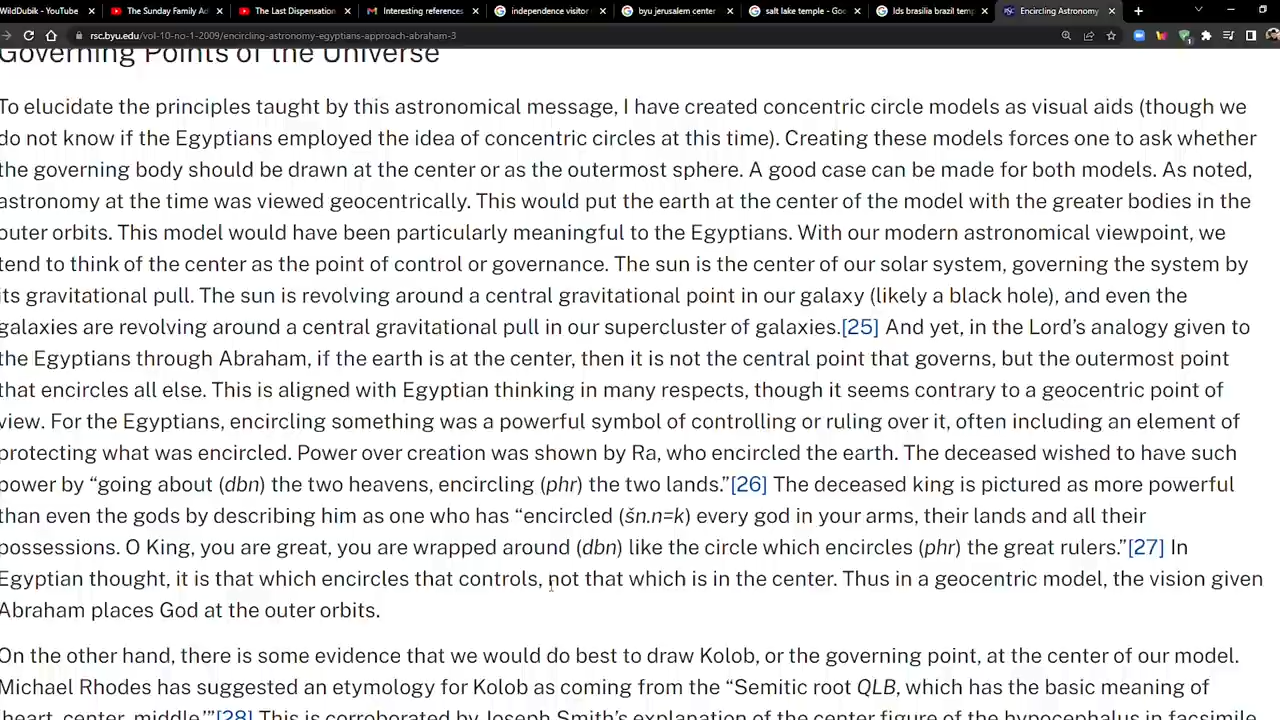 WildDubik - YouTube
The Sunday Family Ad
The Last Dispensation
Interesting references
independence visitor
byu jerusalem center
salt lake temple - Goo
lds brasilia brazil temp
Encircling Astronomy
rsc.byu.edu/vol-10-no-1-2009/encircling-astronomy-egyptians-approach-abraham-3
Governing Points of the Universe
To elucidate the principles taught by this astronomical message, I have created concentric circle models as visual aids (though we
do not know if the Egyptians employed the idea of concentric circles at this time). Creating these models forces one to ask whether
the governing body should be drawn at the center or as the outermost sphere. A good case can be made for both models. As noted,
astronomy at the time was viewed geocentrically. This would put the earth at the center of the model with the greater bodies in the
outer orbits. This model would have been particularly meaningful to the Egyptians. With our modern astronomical viewpoint, we
tend to think of the center as the point of control or governance. The sun is the center of our solar system, governing the system by
its gravitational pull. The sun is revolving around a central gravitational point in our galaxy (likely a black hole), and even the
galaxies are revolving around a central gravitational pull in our supercluster of galaxies.[25] And yet, in the Lord’s analogy given to
the Egyptians through Abraham, if the earth is at the center, then it is not the central point that governs, but the outermost point
that encircles all else. This is aligned with Egyptian thinking in many respects, though it seems contrary to a geocentric point of
view. For the Egyptians, encircling something was a powerful symbol of controlling or ruling over it, often including an element of
protecting what was encircled. Power over creation was shown by Ra, who encircled the earth. The deceased wished to have such
power by “going about (dbn) the two heavens, encircling (phr) the two lands.”[26] The deceased king is pictured as more powerful
than even the gods by describing him as one who has “encircled (šn.n=k) every god in your arms, their lands and all their
possessions. O King, you are great, you are wrapped around (dbn) like the circle which encircles (phr) the great rulers.”[27] In
Egyptian thought, it is that which encircles that controls, not that which is in the center. Thus in a geocentric model, the vision given
Abraham places God at the outer orbits.
On the other hand, there is some evidence that we would do best to draw Kolob, or the governing point, at the center of our model.
Michael Rhodes has suggested an etymology for Kolob as coming from the “Semitic root QLB, which has the basic meaning of
‘heart, center, middle.’”[28] This is corroborated by Joseph Smith’s explanation of the center figure of the hypocephalus in facsimile